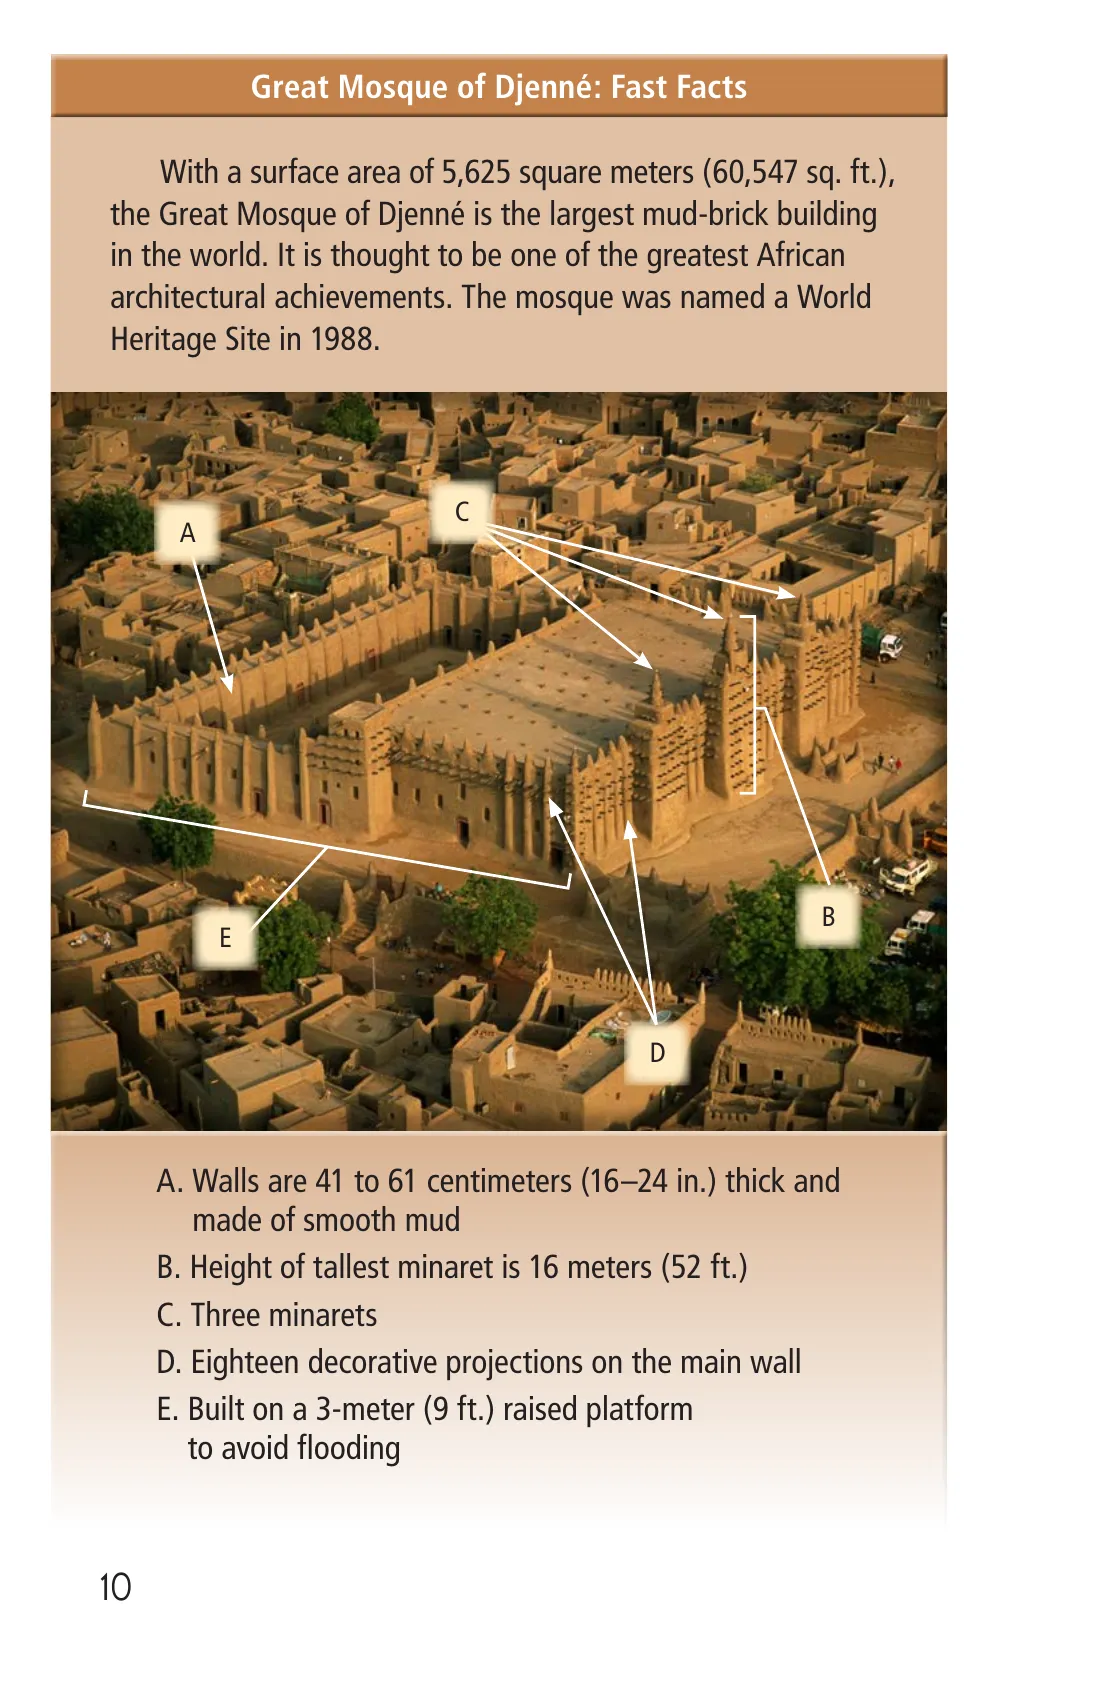 Great Mosque of Djenné: Fast Facts
With a surface area of 5,625 square meters (60,547 sq. ft.),
the Great Mosque of Djenné is the largest mud-brick building
in the world. It is thought to be one of the greatest African
architectural achievements. The mosque was named a World
Heritage Site in 1988.
A
C
B
E
D
A. Walls are 41 to 61 centimeters (16–24 in.) thick and
made of smooth mud
B. Height of tallest minaret is 16 meters (52 ft.)
C. Three minarets
D. Eighteen decorative projections on the main wall
E. Built on a 3-meter (9 ft.) raised platform
to avoid flooding
10